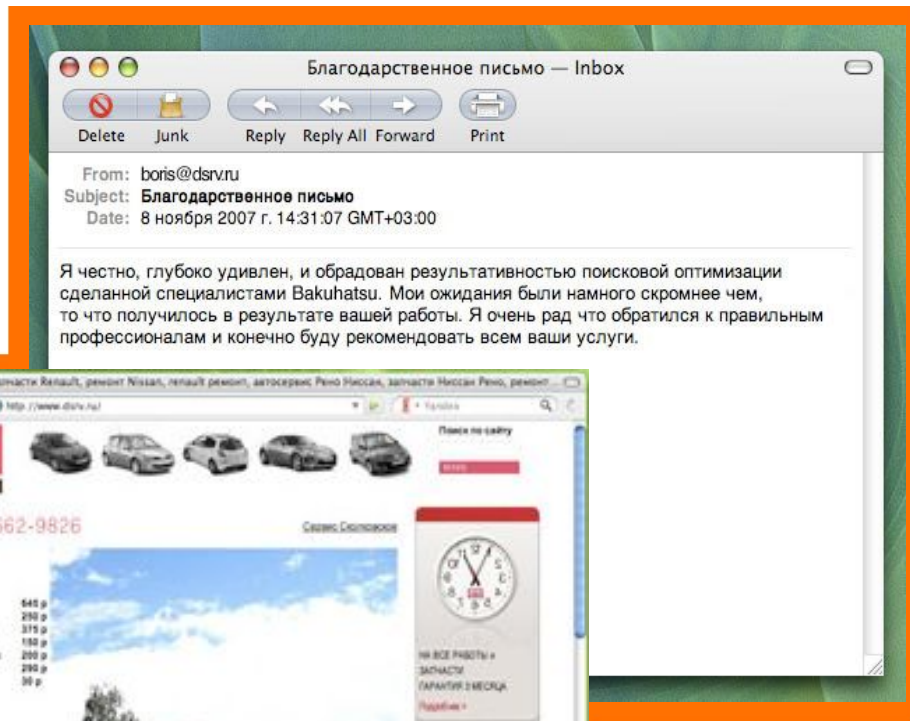 Благодарственное письмо — Inbox
Delete Junk Reply Reply All Forward Print
From: boris@dsrv.ru
Subject: Благодарственное письмо
Date: 8 ноября 2007 г. 14:31:07 GMT+03:00
Я честно, глубоко удивлен, и обрадован результативностью поисковой оптимизации
сделанной специалистами Bakuhatsu. Мои ожидания были намного скромнее чем,
то что получилось в результате вашей работы. Я очень рад что обратился к правильным
профессионалам и конечно буду рекомендовать всем ваши услуги.
Renault, ремонт Nissan, renault ремонт, автосервис Рено Ниссан, запчасти Ниссан Рено, ремонт...
http://www.dsrv.ru/ Yandex
Поиск по сайту
662-9826 Сервис Сколковское
640 р
250 р
375 р
150 р
200 р
290 р
30 р
НА ВСЕ РАБОТЫ и
ЗАПЧАСТИ
ГАРАНТИЯ 3 МЕСЯЦА
Подробнее